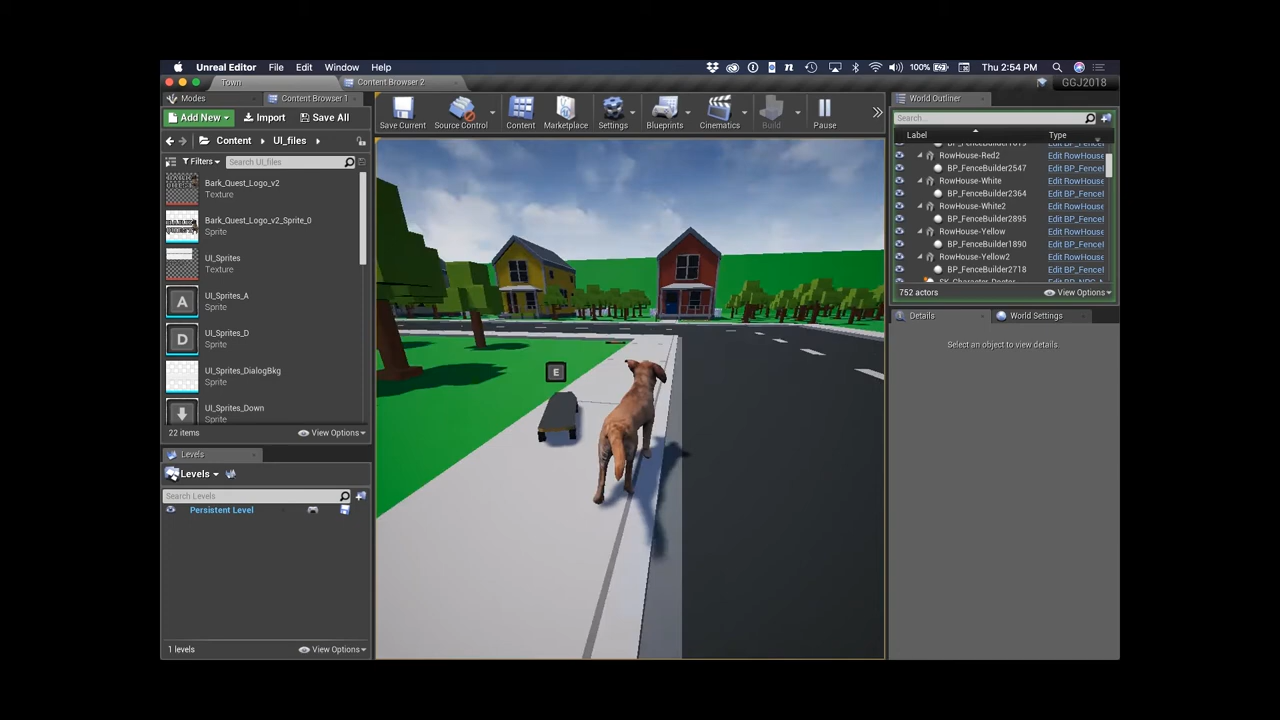 Unreal Editor File Edit Window Help 100% Thu 2:54 PM
Town Content Browser 2 GGJ2018
Modes Content Browser 1 World Outliner
Add New Import Save All
Save Current Source Control Content Marketplace Settings Blueprints Cinematics Build Pause
Search...
Label Type
Content UI_files
Filters Search UI_files
Bark_Quest_Logo_v2
Texture
Bark_Quest_Logo_v2_Sprite_0
Sprite
UI_Sprites
Texture
A
UI_Sprites_A
Sprite
D
UI_Sprites_D
Sprite
UI_Sprites_DialogBkg
Sprite
UI_Sprites_Down
Sprite
22 items View Options
Levels
Levels
Search Levels
Persistent Level
1 levels View Options
E
RowHouse-Red2 Edit RowHouse
BP_FenceBuilder2547 Edit BP_Fencel
RowHouse-White Edit RowHouse
BP_FenceBuilder2364 Edit BP_Fencel
RowHouse-White2 Edit RowHouse
BP_FenceBuilder2895 Edit BP_Fencel
RowHouse-Yellow Edit RowHouse
BP_FenceBuilder1890 Edit BP_Fencel
RowHouse-Yellow2 Edit RowHouse
BP_FenceBuilder2718 Edit BP_Fencel
752 actors View Options
Details World Settings
Select an object to view details.